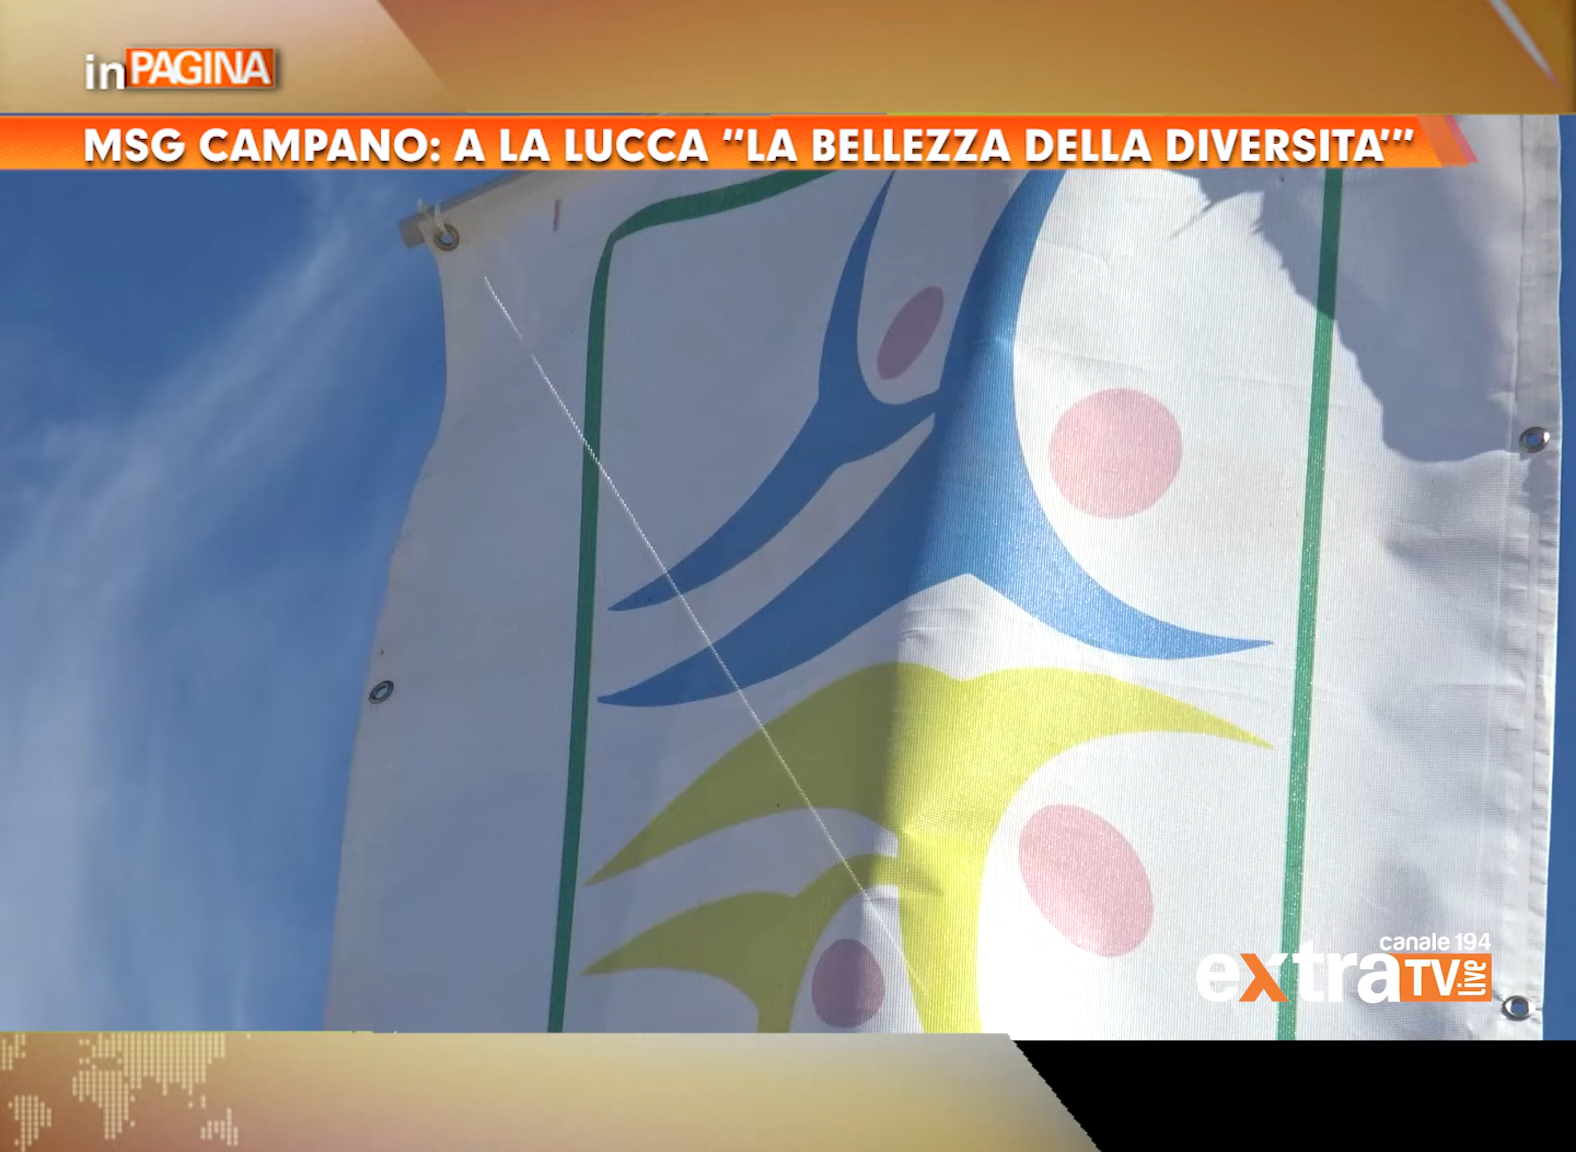 inPAGINA
MSG CAMPANO: A LA LUCCA “LA BELLEZZA DELLA DIVERSITA’”
canale 194
extraTV live